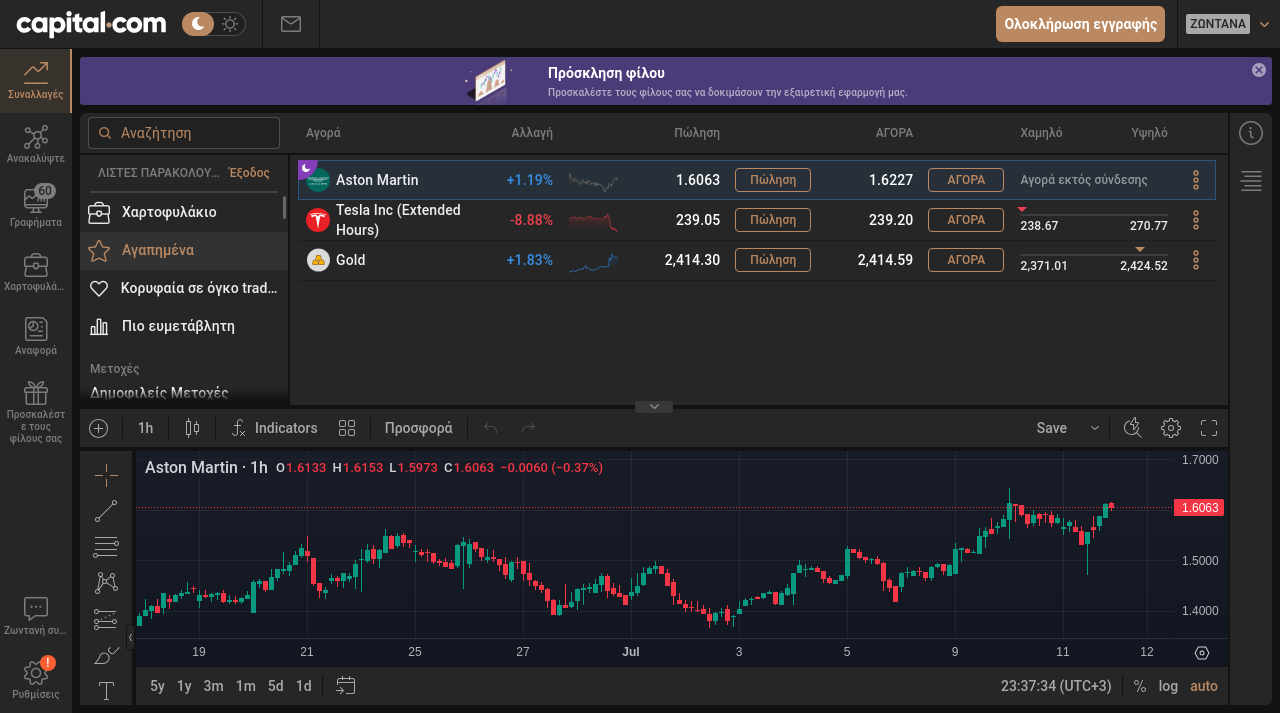 capital.com
Ολοκλήρωση εγγραφής
ΖΩΝΤΑΝΑ
Συναλλαγές
Ανακαλύψτε
60
Γραφήματα
Χαρτοφυλά...
Αναφορά
Προσκαλέστ
ε τους
φίλους σας
Ζωντανή συ...
!
Ρυθμίσεις
Πρόσκληση φίλου
Προσκαλέστε τους φίλους σας να δοκιμάσουν την εξαιρετική εφαρμογή μας.
Αναζήτηση
Αγορά Αλλαγή Πώληση ΑΓΟΡΑ Χαμηλό Υψηλό
ΛΙΣΤΕΣ ΠΑΡΑΚΟΛΟΥ... Έξοδος
Χαρτοφυλάκιο
Αγαπημένα
Κορυφαία σε όγκο trad...
Πιο ευμετάβλητη
Μετοχές
Δημοφιλείς Μετοχές
Aston Martin +1.19% 1.6063 Πώληση 1.6227 ΑΓΟΡΑ Αγορά εκτός σύνδεσης
Tesla Inc (Extended
Hours) -8.88% 239.05 Πώληση 239.20 ΑΓΟΡΑ 238.67 270.77
Gold +1.83% 2,414.30 Πώληση 2,414.59 ΑΓΟΡΑ 2,371.01 2,424.52
1h Indicators Προσφορά Save
Aston Martin · 1h O1.6133 H1.6153 L1.5973 C1.6063 −0.0060 (−0.37%)
1.7000
1.6063
1.5000
1.4000
19 21 25 27 Jul 3 5 9 11 12
5y 1y 3m 1m 5d 1d 23:37:34 (UTC+3) % log auto